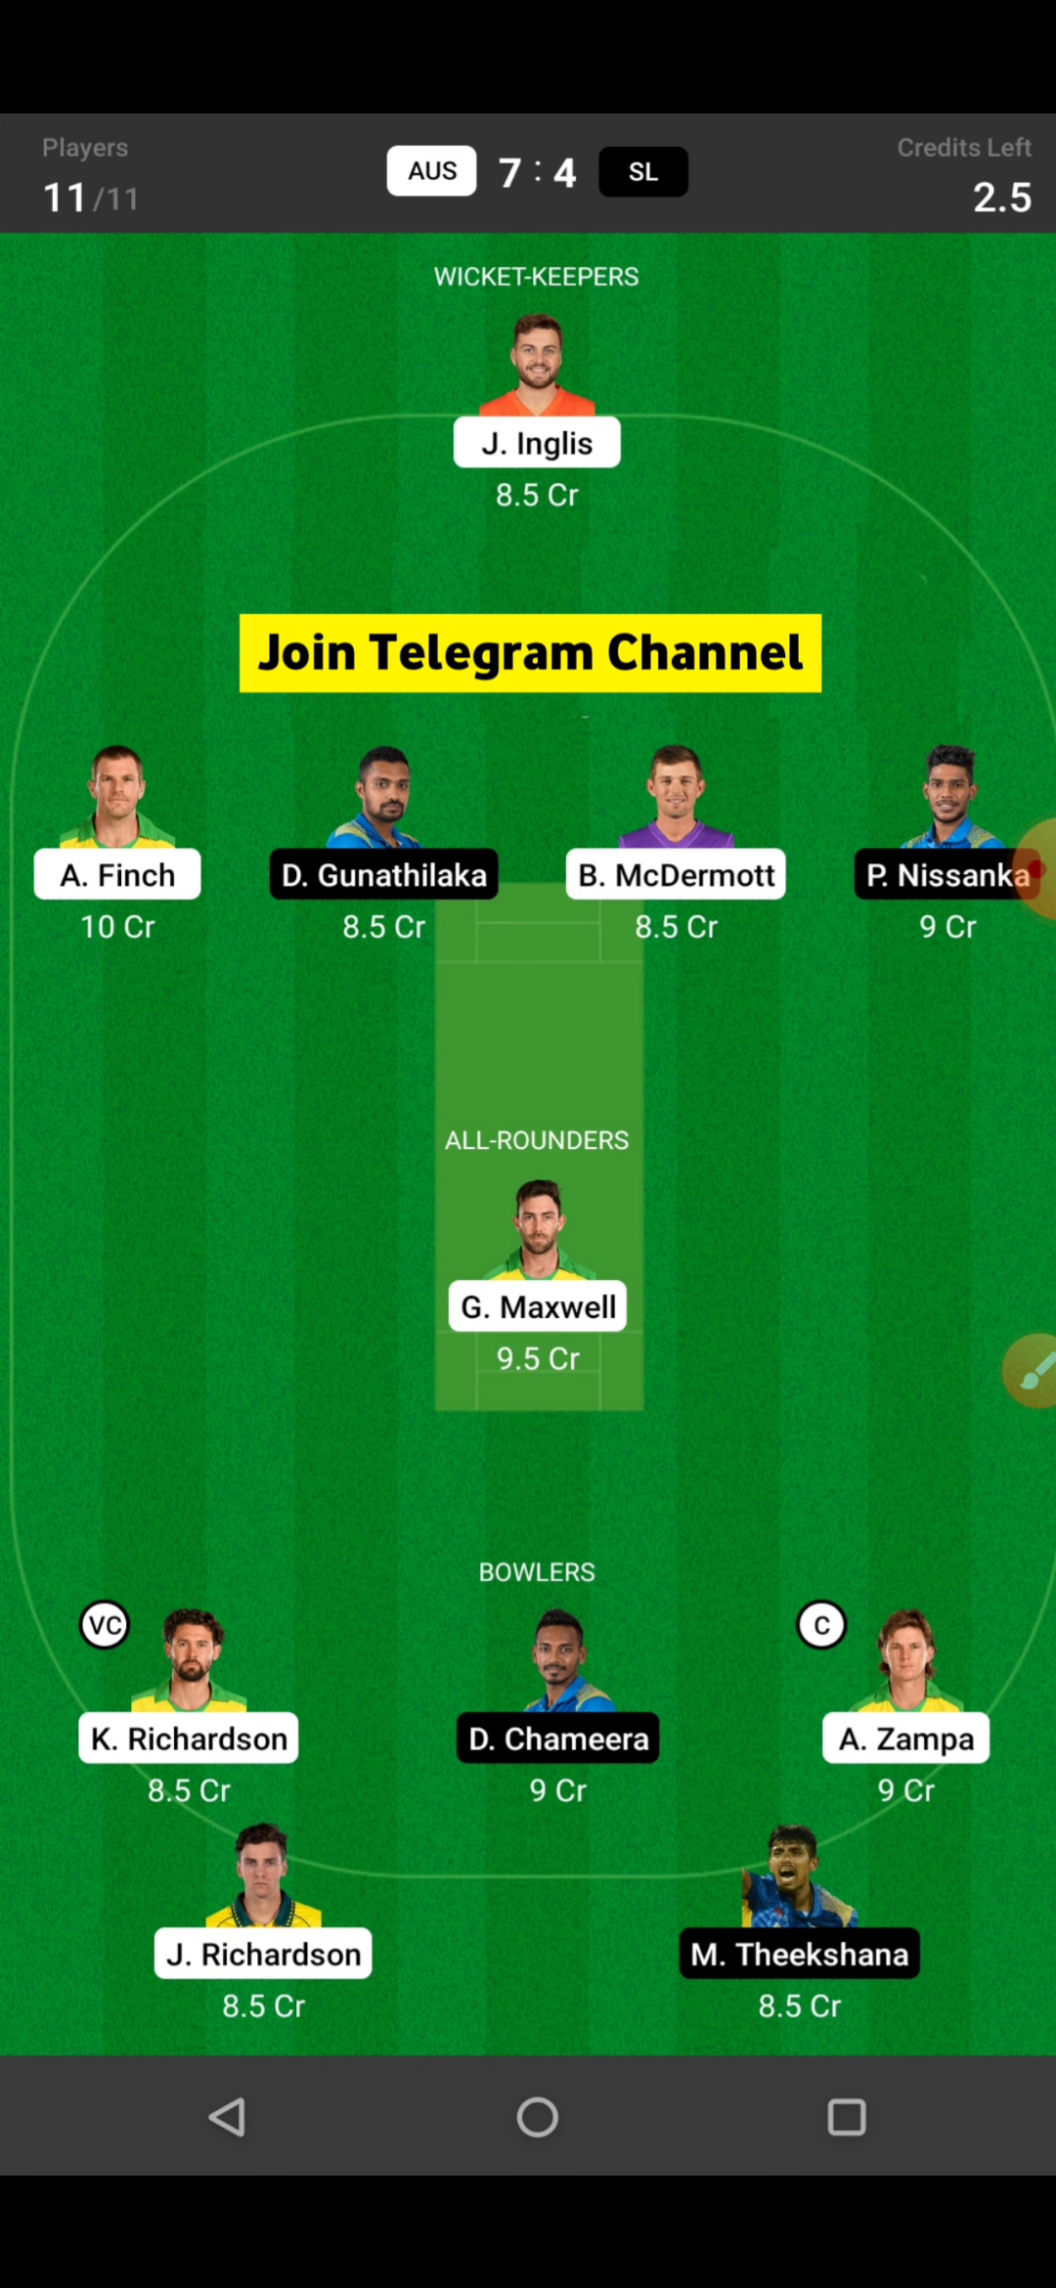 Players
11/11
AUS 7 : 4 SL
Credits Left
2.5
WICKET-KEEPERS
J. Inglis
8.5 Cr
Join Telegram Channel
A. Finch
10 Cr
D. Gunathilaka
8.5 Cr
B. McDermott
8.5 Cr
P. Nissanka
9 Cr
ALL-ROUNDERS
G. Maxwell
9.5 Cr
BOWLERS
VC
K. Richardson
8.5 Cr
D. Chameera
9 Cr
C
A. Zampa
9 Cr
J. Richardson
8.5 Cr
M. Theekshana
8.5 Cr